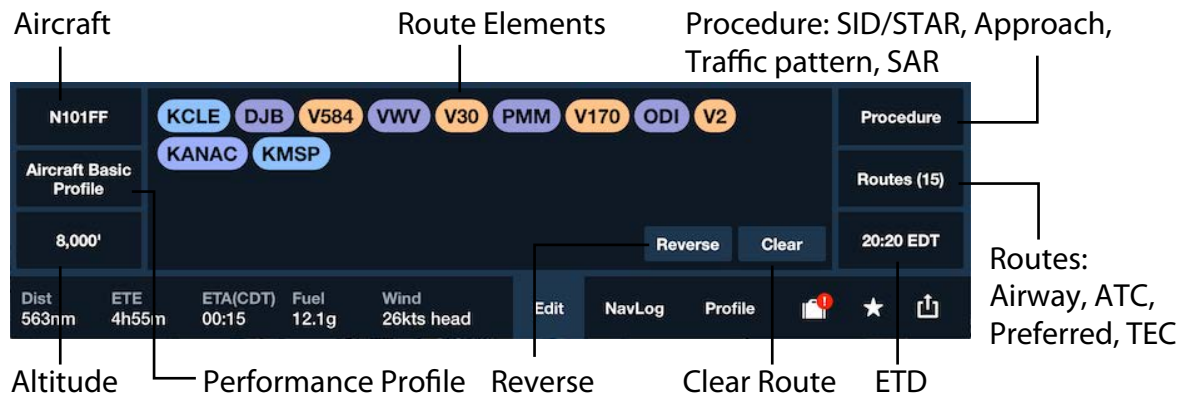 Aircraft
Route Elements
Procedure: SID/STAR, Approach,
Traffic pattern, SAR
N101FF
KCLE DJB V584 VWV V30 PMM V170 ODI V2
Procedure
KANAC KMSP
Aircraft Basic
Profile
Routes (15)
8,000'
Reverse
Clear
20:20 EDT
Routes:
Airway, ATC,
Preferred, TEC
Dist ETE ETA(CDT) Fuel Wind
563nm 4h55m 00:15 12.1g 26kts head
Edit
NavLog
Profile
!
Altitude
Performance Profile
Reverse
Clear Route
ETD